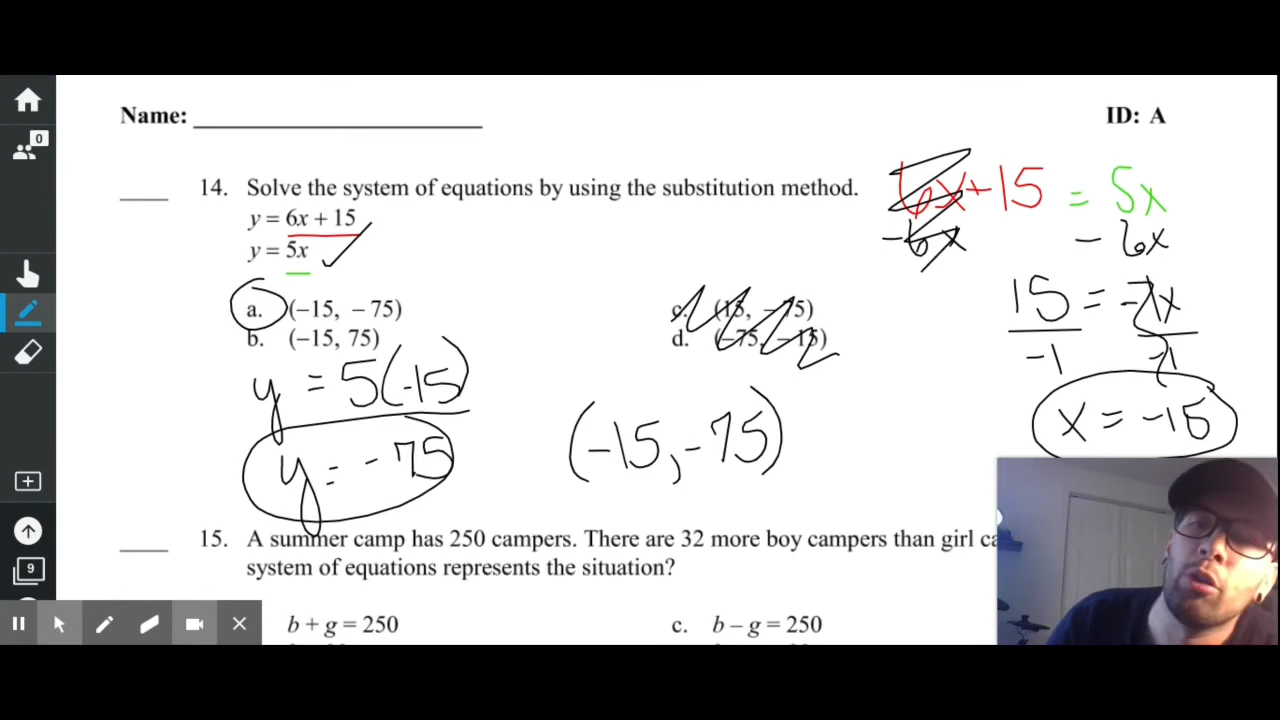 0
Name: ID: A
14. Solve the system of equations by using the substitution method.
y = 6x + 15
y = 5x
a. (–15, – 75)
b. (–15, 75)
c. (15, – 75)
d. (–75, – 15)
6x+15 = 5x
-6x - 6x
15 = -1x
-1 -1
x = -15
y = 5(-15)
y = -75
(-15,-75)
15. A summer camp has 250 campers. There are 32 more boy campers than girl
system of equations represents the situation?
b + g = 250
c. b – g = 250
9